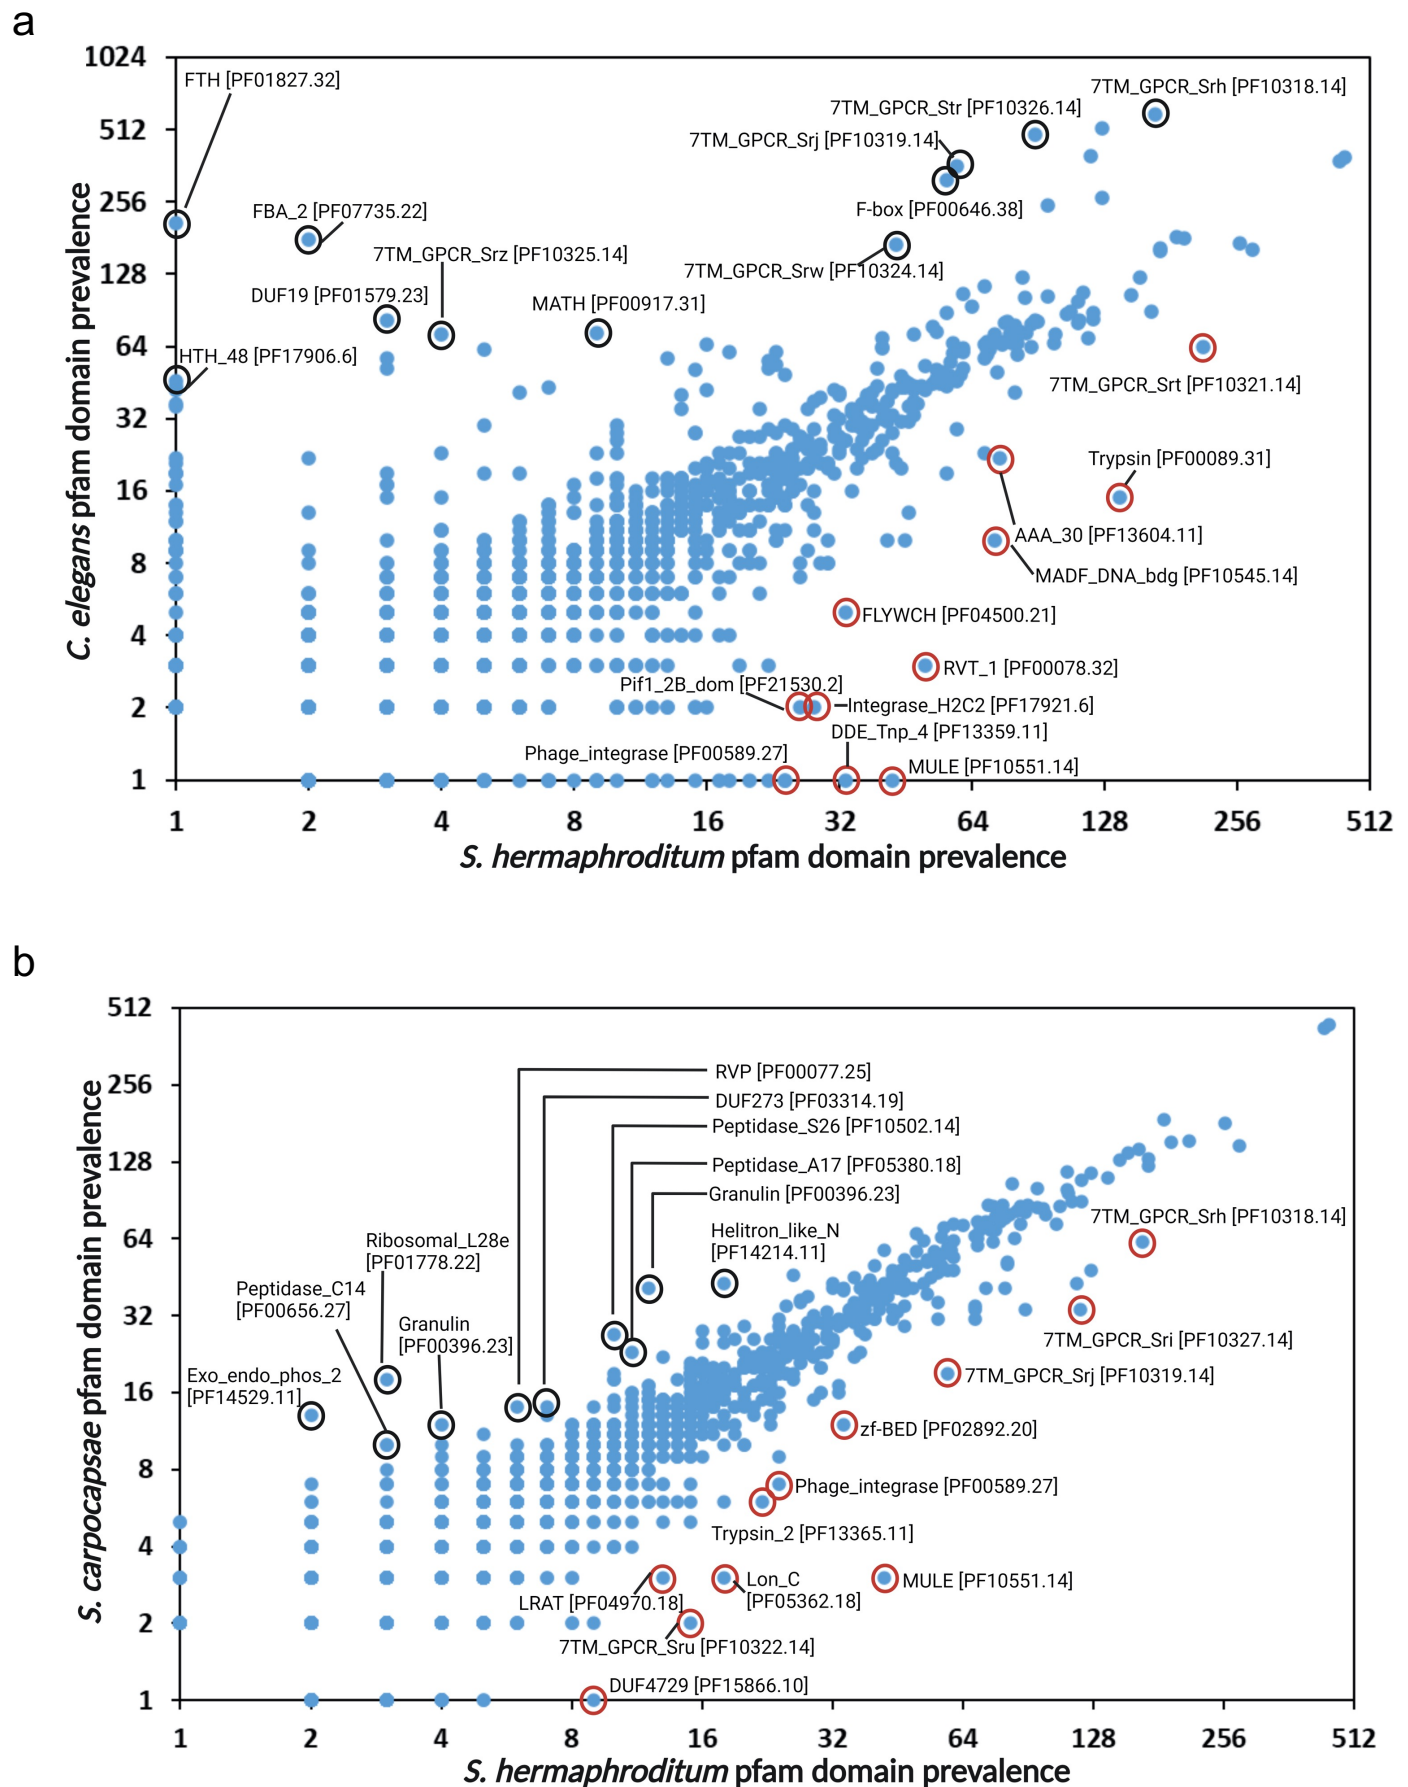 a
1024
512
256
128
64
32
16
8
4
2
1
C. elegans pfam domain prevalence
FTH [PF01827.32]
7TM_GPCR_Srh [PF10318.14]
7TM_GPCR_Str [PF10326.14]
7TM_GPCR_Srj [PF10319.14]
FBA_2 [PF07735.22]
F-box [PF00646.38]
7TM_GPCR_Srz [PF10325.14]
7TM_GPCR_Srw [PF10324.14]
DUF19 [PF01579.23]
MATH [PF00917.31]
HTH_48 [PF17906.6]
7TM_GPCR_Srt [PF10321.14]
Trypsin [PF00089.31]
AAA_30 [PF13604.11]
MADF_DNA_bdg [PF10545.14]
FLYWCH [PF04500.21]
RVT_1 [PF00078.32]
Pif1_2B_dom [PF21530.2]
Integrase_H2C2 [PF17921.6]
DDE_Tnp_4 [PF13359.11]
Phage_integrase [PF00589.27]
MULE [PF10551.14]
1 2 4 8 16 32 64 128 256 512
S. hermaphroditum pfam domain prevalence
b
512
256
128
64
32
16
8
4
2
1
S. carpocapsae pfam domain prevalence
RVP [PF00077.25]
DUF273 [PF03314.19]
Peptidase_S26 [PF10502.14]
Peptidase_A17 [PF05380.18]
Granulin [PF00396.23]
Helitron_like_N
[PF14214.11]
7TM_GPCR_Srh [PF10318.14]
Ribosomal_L28e
[PF01778.22]
Peptidase_C14
[PF00656.27]
Granulin
[PF00396.23]
7TM_GPCR_Sri [PF10327.14]
Exo_endo_phos_2
[PF14529.11]
7TM_GPCR_Srj [PF10319.14]
zf-BED [PF02892.20]
Phage_integrase [PF00589.27]
Trypsin_2 [PF13365.11]
LRAT [PF04970.18]
Lon_C
[PF05362.18]
MULE [PF10551.14]
7TM_GPCR_Sru [PF10322.14]
DUF4729 [PF15866.10]
1 2 4 8 16 32 64 128 256 512
S. hermaphroditum pfam domain prevalence